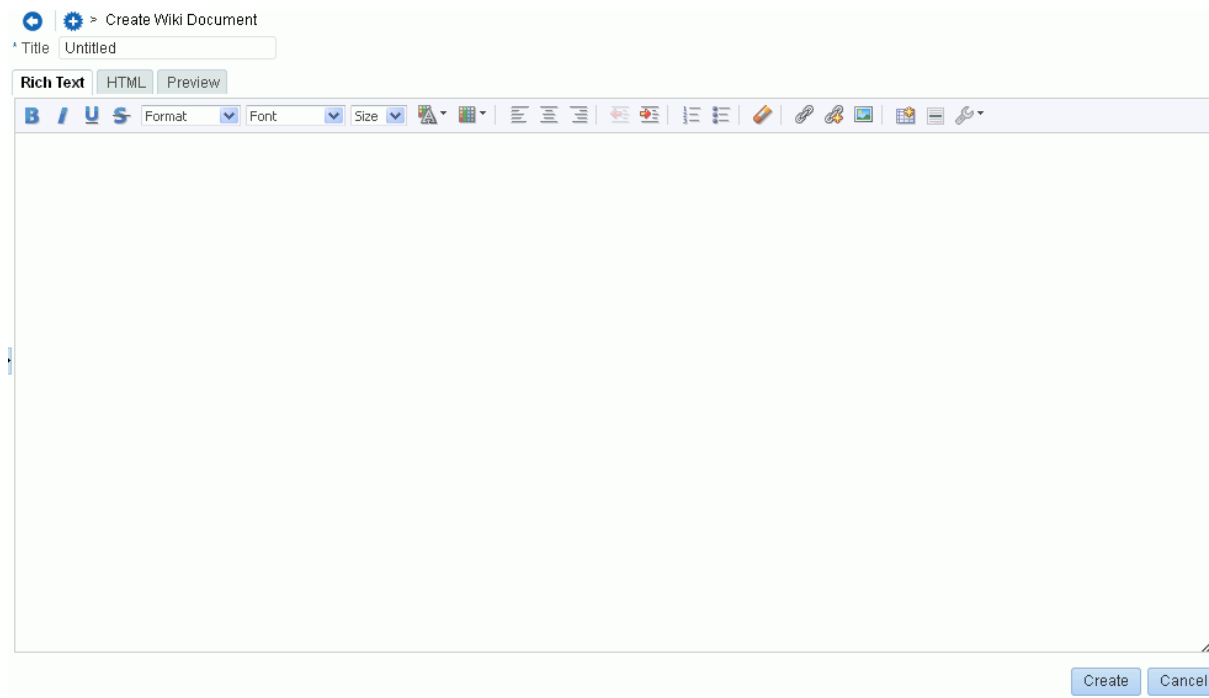 > Create Wiki Document
* Title Untitled
Rich Text HTML Preview
B I U S Format Font Size A
Create Cancel